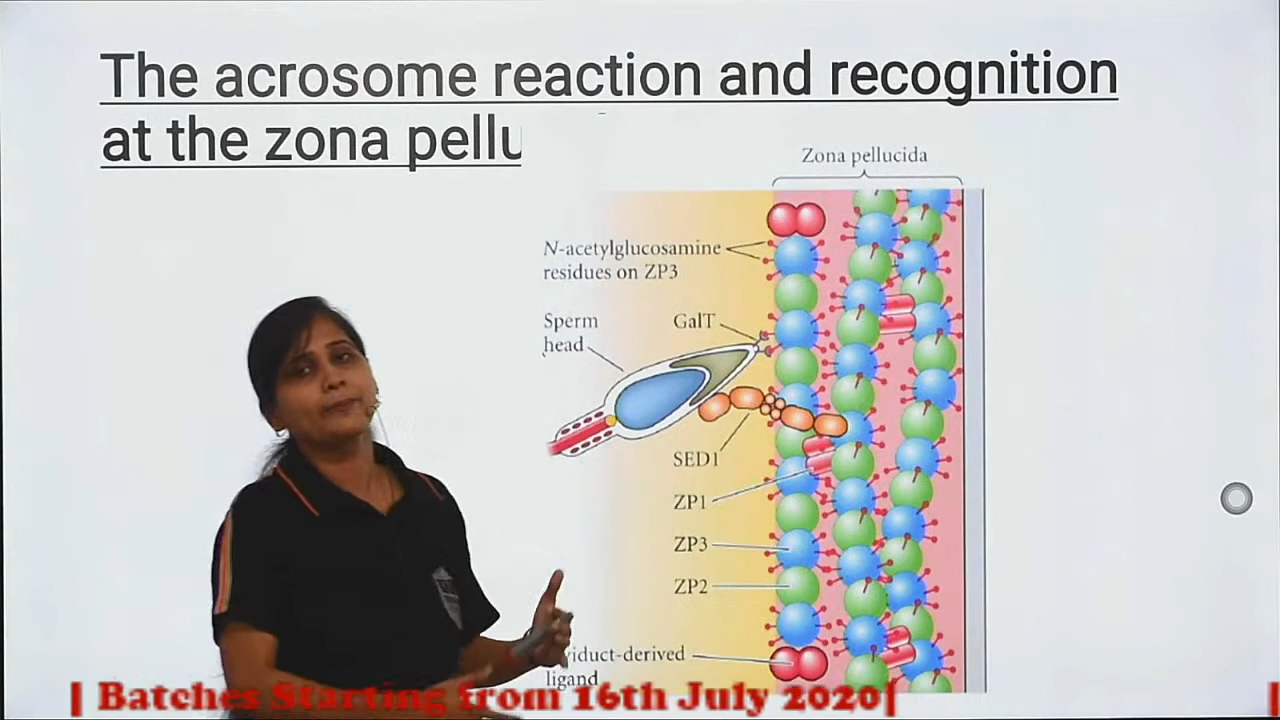 The acrosome reaction and recognition
at the zona pellu
Zona pellucida
N-acetylglucosamine
residues on ZP3
Sperm
head
GalT
SED1
ZP1
ZP3
ZP2
viduct-derived
ligand
| Batches Starting from 16th July 2020|